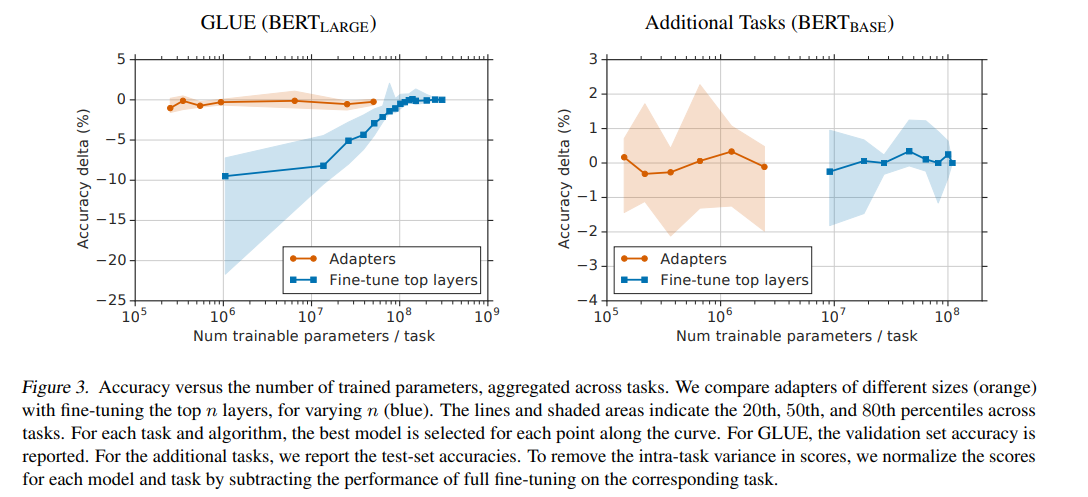 GLUE (BERT_LARGE)
Additional Tasks (BERT_BASE)
5
0
−5
−10
−15
−20
−25
Accuracy delta (%)
Adapters
Fine-tune top layers
10^5
10^6
10^7
10^8
10^9
Num trainable parameters / task
3
2
1
0
−1
−2
−3
−4
Accuracy delta (%)
Adapters
Fine-tune top layers
10^5
10^6
10^7
10^8
Num trainable parameters / task
Figure 3. Accuracy versus the number of trained parameters, aggregated across tasks. We compare adapters of different sizes (orange)
with fine-tuning the top n layers, for varying n (blue). The lines and shaded areas indicate the 20th, 50th, and 80th percentiles across
tasks. For each task and algorithm, the best model is selected for each point along the curve. For GLUE, the validation set accuracy is
reported. For the additional tasks, we report the test-set accuracies. To remove the intra-task variance in scores, we normalize the scores
for each model and task by subtracting the performance of full fine-tuning on the corresponding task.